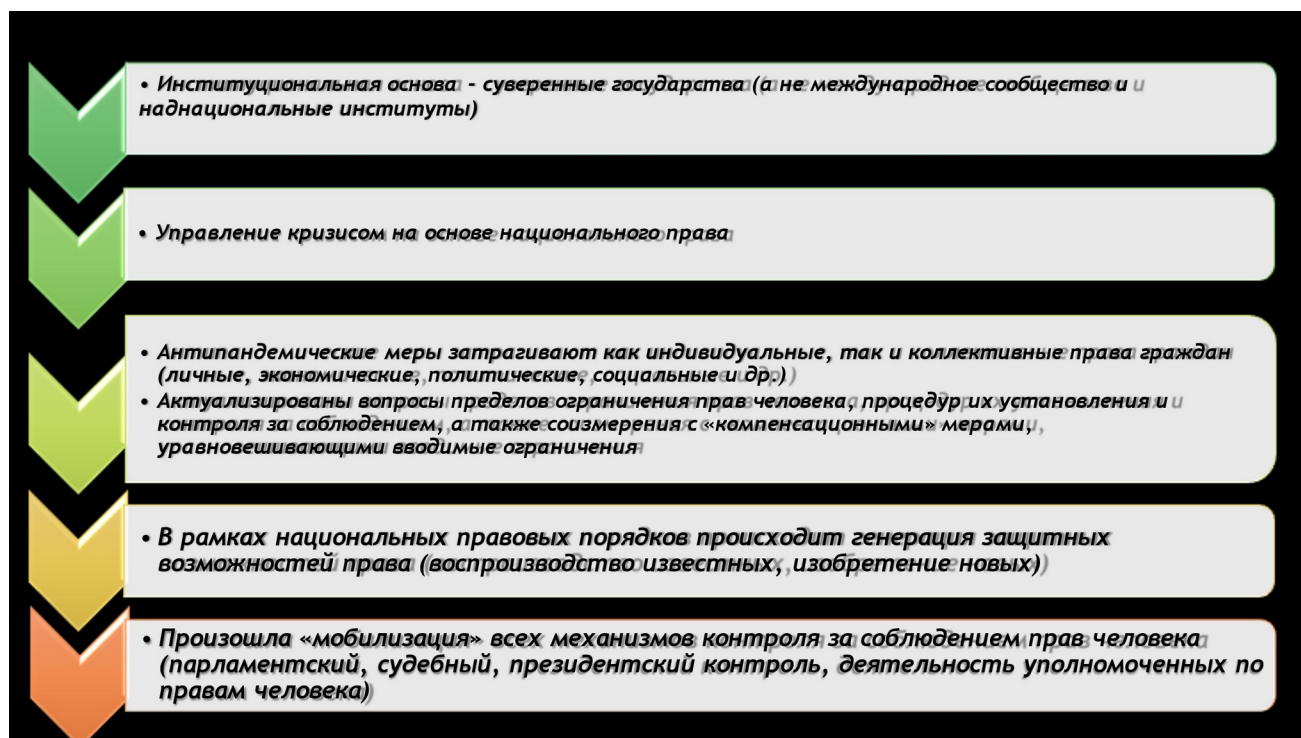 • Институциональная основа - суверенные государства (а не международное сообщество и
наднациональные институты)
• Управление кризисом на основе национального права
• Антипандемические меры затрагивают как индивидуальные, так и коллективные права граждан
(личные, экономические, политические, социальные и др.)
• Актуализированы вопросы пределов ограничения прав человека, процедур их установления и
контроля за соблюдением, а также соизмерения с «компенсационными» мерами,
уравновешивающими вводимые ограничения
• В рамках национальных правовых порядков происходит генерация защитных
возможностей права (воспроизводство известных, изобретение новых)
• Произошла «мобилизация» всех механизмов контроля за соблюдением прав человека
(парламентский, судебный, президентский контроль, деятельность уполномоченных по
правам человека)